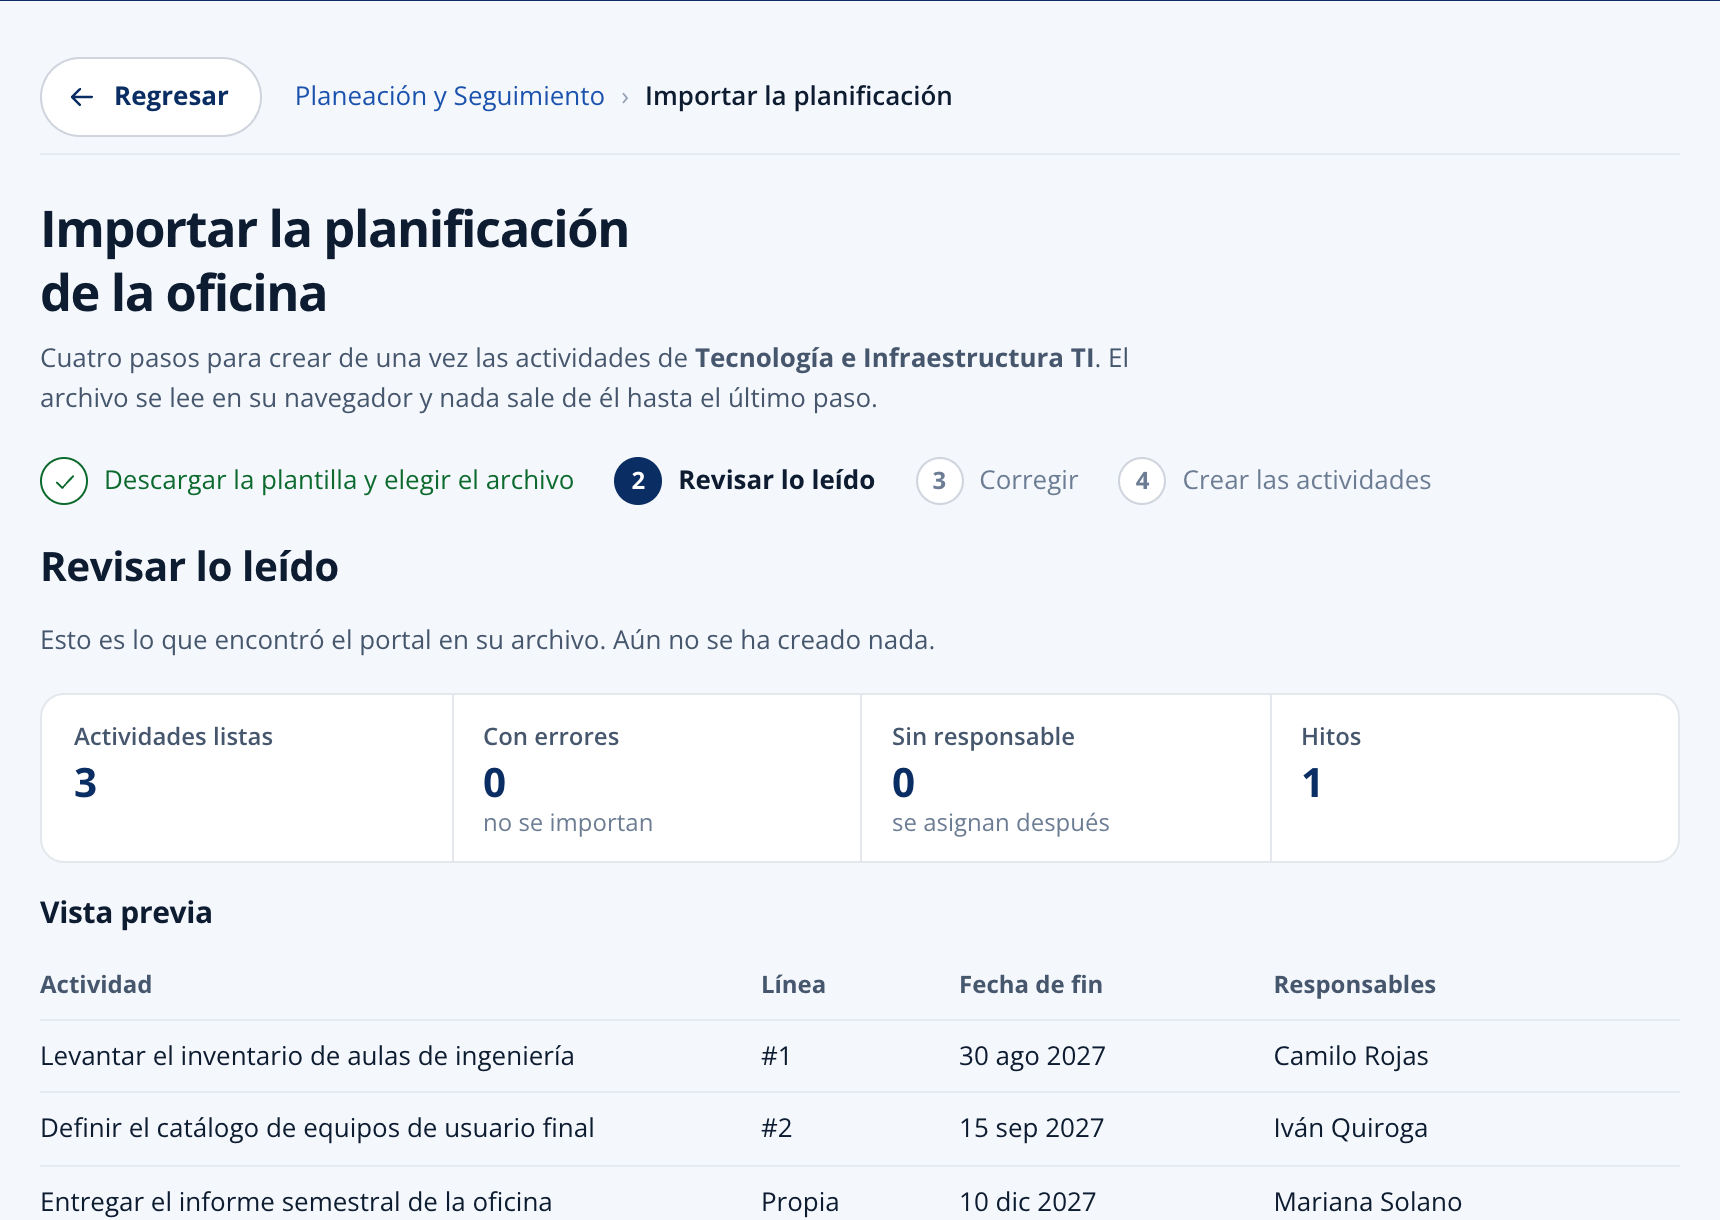 ← Regresar
Planeación y Seguimiento › Importar la planificación
Importar la planificación
de la oficina
Cuatro pasos para crear de una vez las actividades de Tecnología e Infraestructura TI. El
archivo se lee en su navegador y nada sale de él hasta el último paso.
✓ Descargar la plantilla y elegir el archivo 2 Revisar lo leído 3 Corregir 4 Crear las actividades
Revisar lo leído
Esto es lo que encontró el portal en su archivo. Aún no se ha creado nada.
Actividades listas
3
Con errores
0
no se importan
Sin responsable
0
se asignan después
Hitos
1
Vista previa
Actividad Línea Fecha de fin Responsables
Levantar el inventario de aulas de ingeniería #1 30 ago 2027 Camilo Rojas
Definir el catálogo de equipos de usuario final #2 15 sep 2027 Iván Quiroga
Entregar el informe semestral de la oficina Propia 10 dic 2027 Mariana Solano